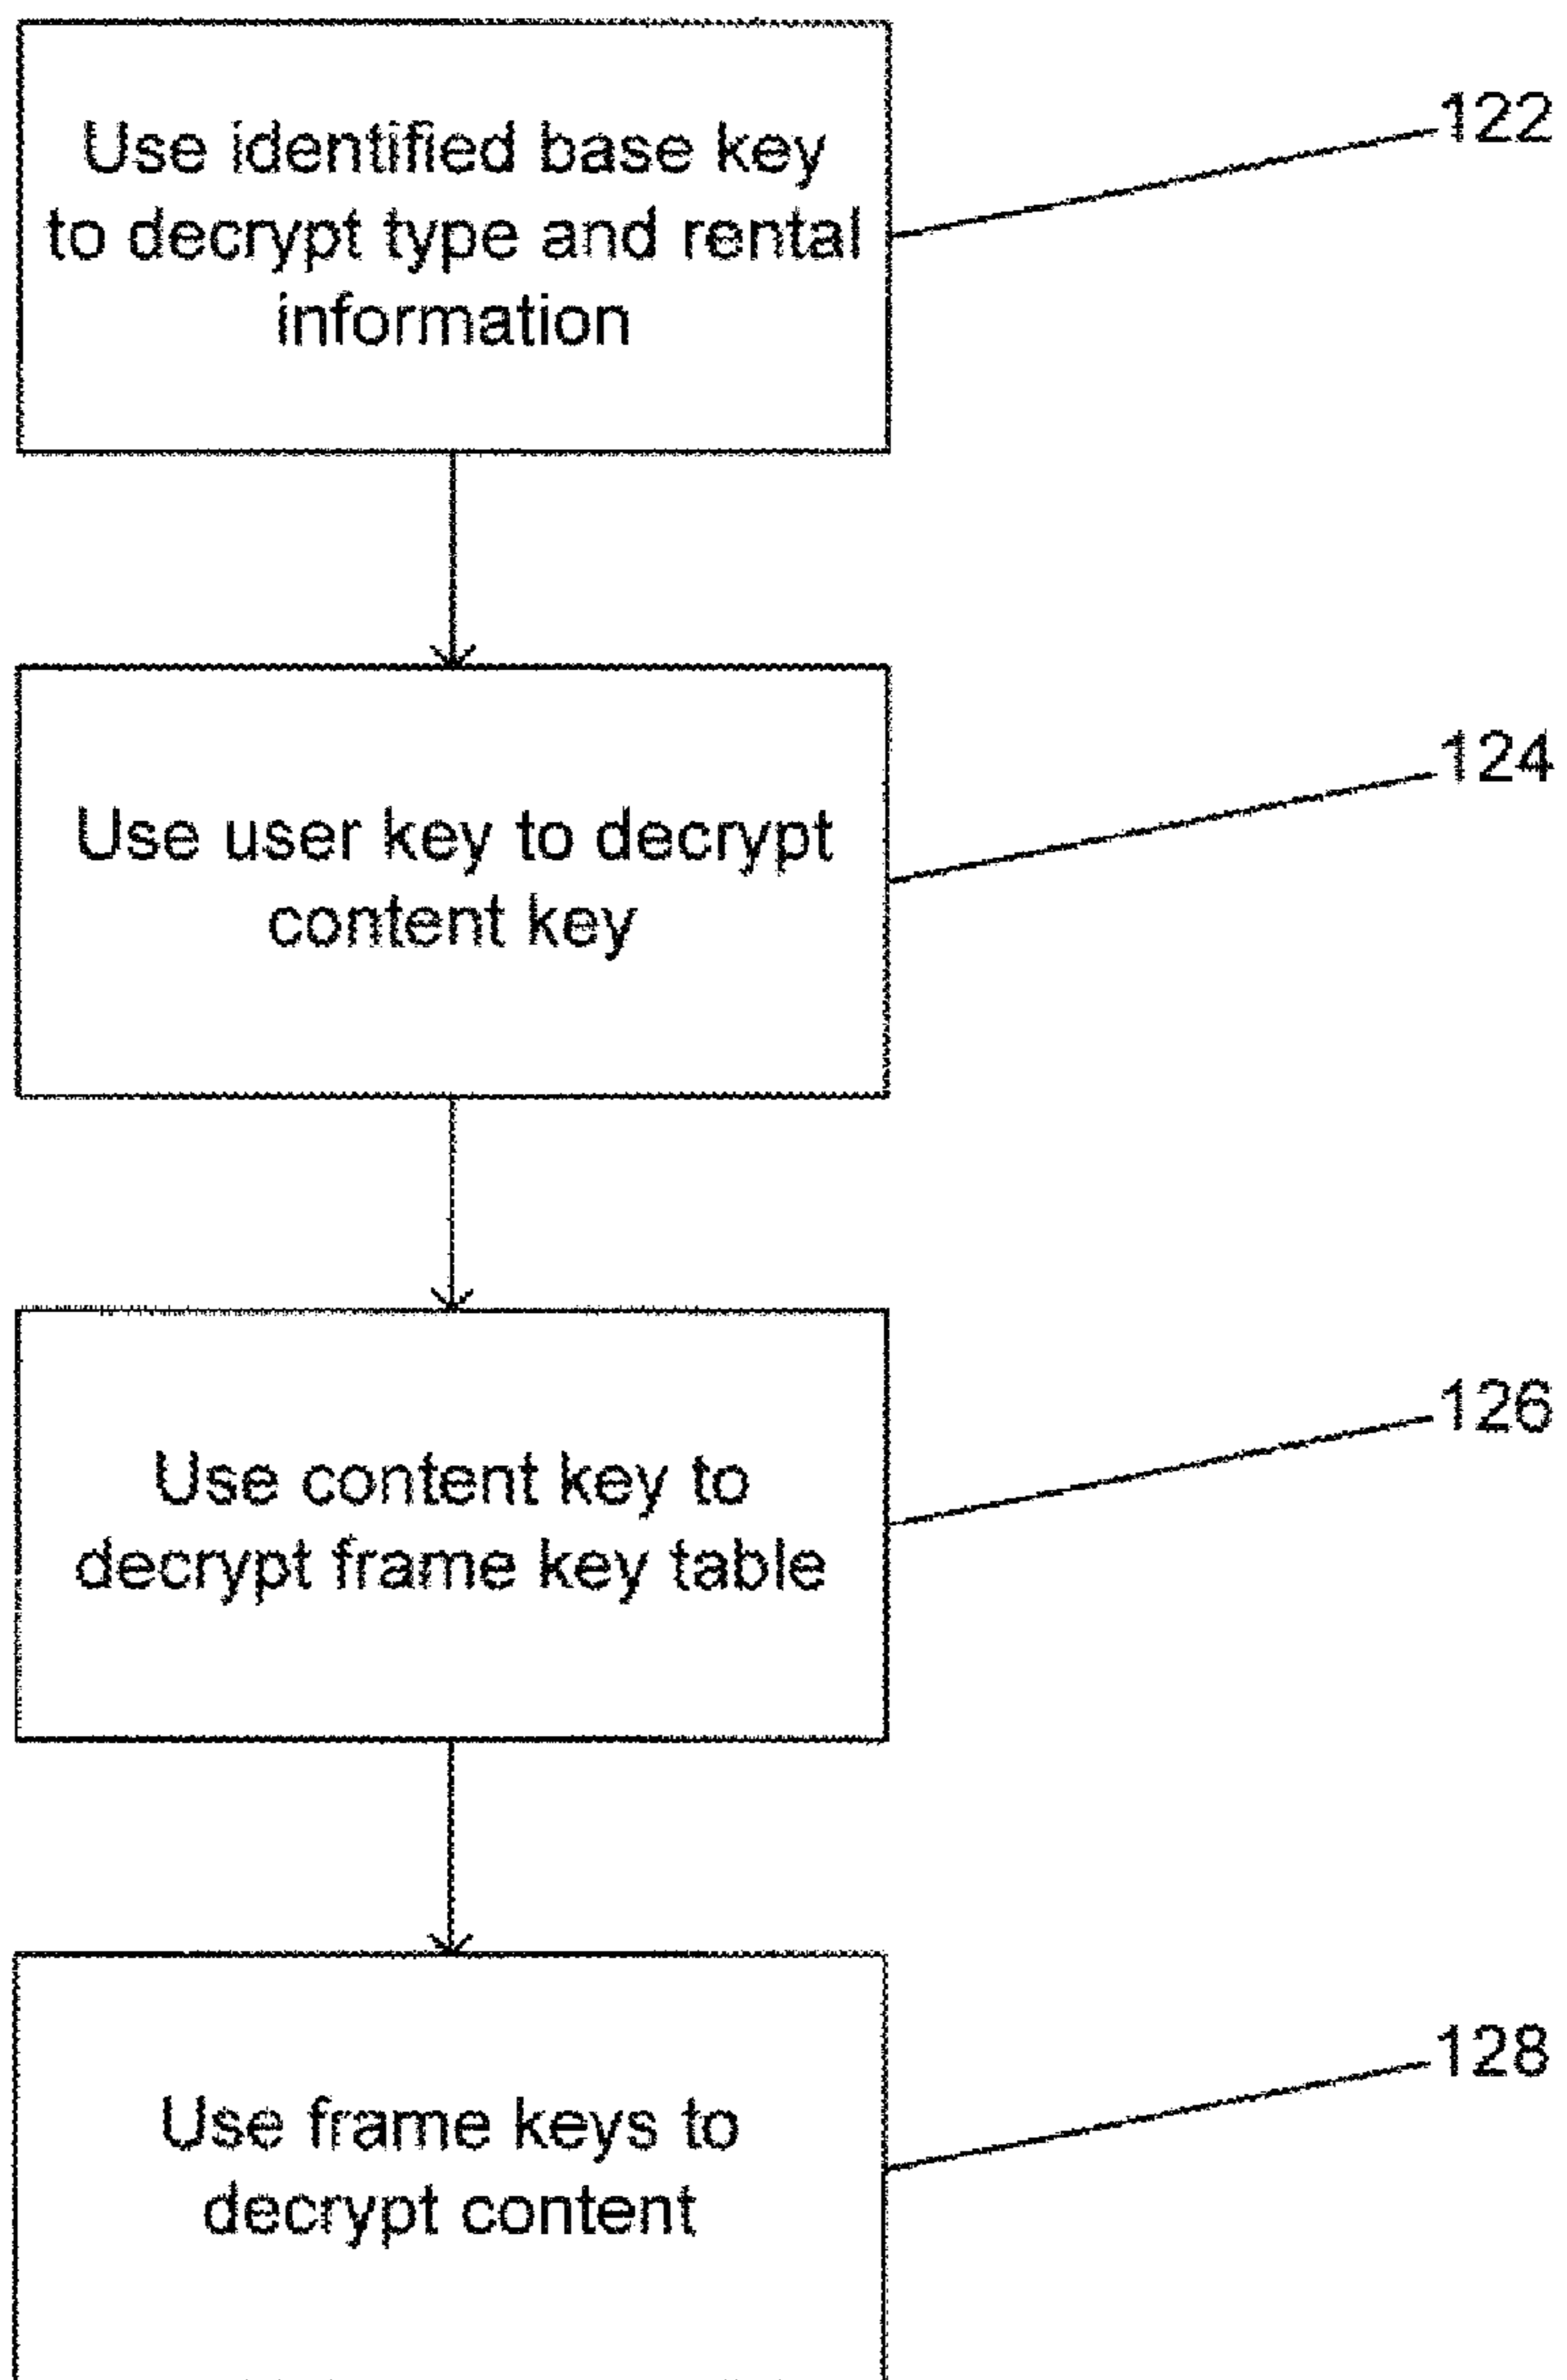 Use identified base key
to decrypt type and rental
information
122
Use user key to decrypt
content key
124
Use content key to
decrypt frame key table
126
Use frame keys to
decrypt content
128